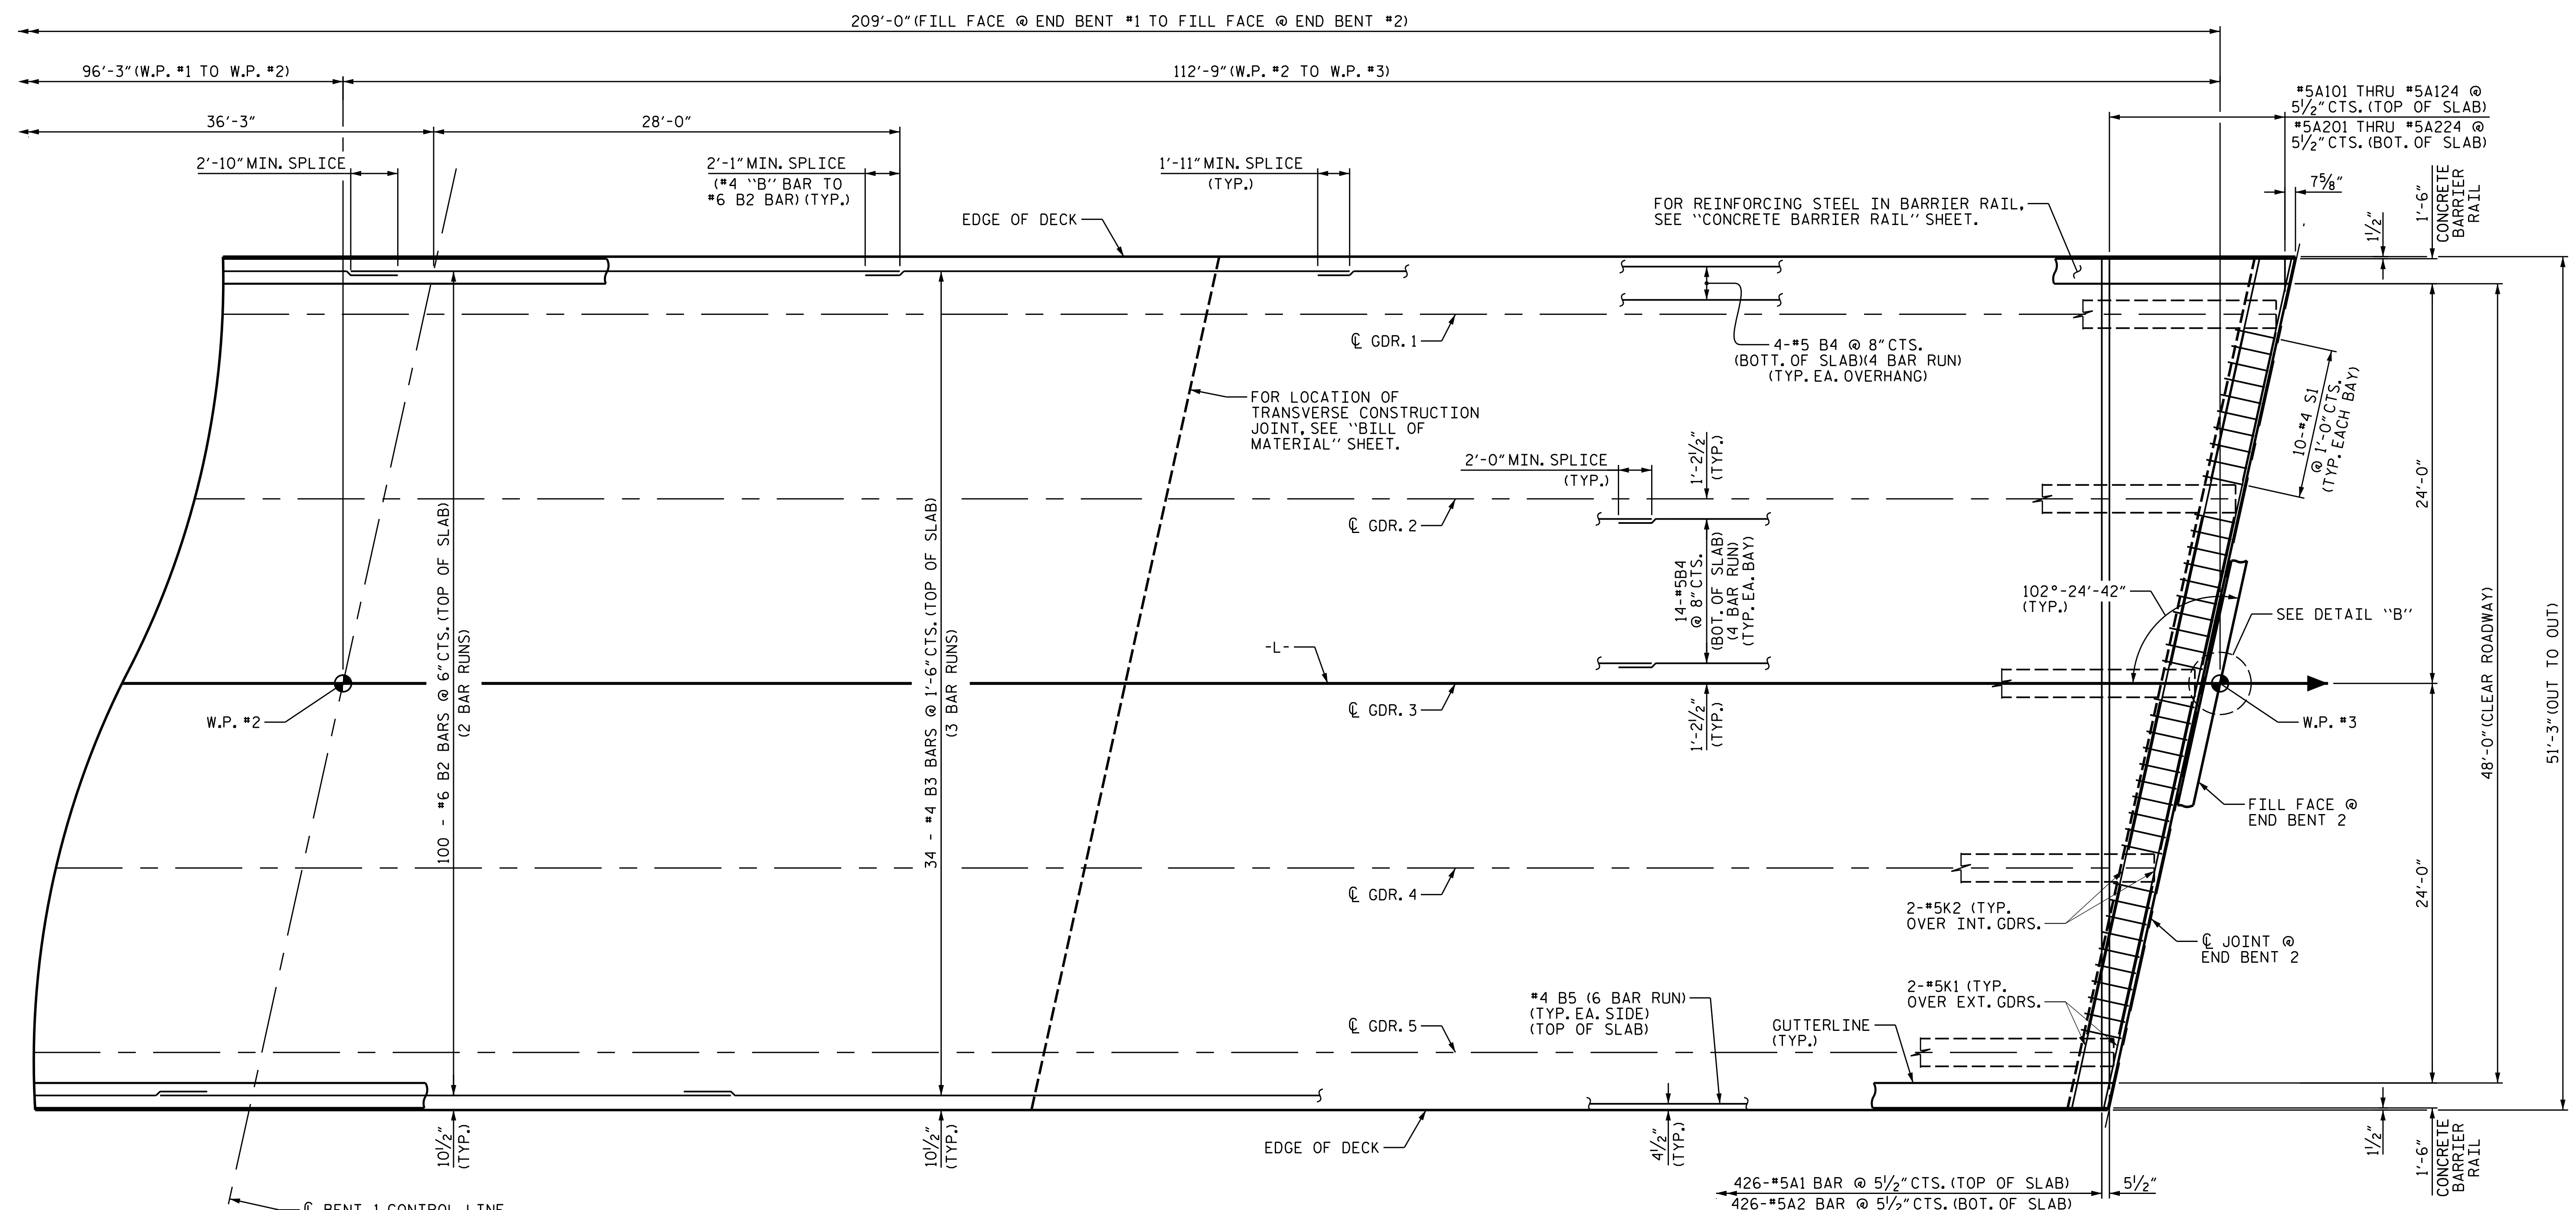 209'-0" (FILL FACE @ END BENT #1 TO FILL FACE @ END BENT #2)
96'-3" (W.P. #1 TO W.P. #2)
112'-9" (W.P. #2 TO W.P. #3)
36'-3"
28'-0"
#5A101 THRU #5A124 @
5½" CTS. (TOP OF SLAB)
#5A201 THRU #5A224 @
5½" CTS. (BOT. OF SLAB)
2'-10" MIN. SPLICE
2'-1" MIN. SPLICE
(#4 "B" BAR TO
#6 B2 BAR) (TYP.)
1'-11" MIN. SPLICE
(TYP.)
7⅝"
1½"
1'-6"
CONCRETE
BARRIER
RAIL
EDGE OF DECK
FOR REINFORCING STEEL IN BARRIER RAIL,
SEE "CONCRETE BARRIER RAIL" SHEET.
℄ GDR. 1
4-#5 B4 @ 8" CTS.
(BOTT. OF SLAB)(4 BAR RUN)
(TYP. EA. OVERHANG)
10-#4 S1
@ 1'-0" CTS.
(TYP. EACH BAY)
FOR LOCATION OF
TRANSVERSE CONSTRUCTION
JOINT, SEE "BILL OF
MATERIAL" SHEET.
2'-0" MIN. SPLICE
(TYP.)
1'-2½"
(TYP.)
℄ GDR. 2
24'-0"
100 - #6 B2 BARS @ 6" CTS. (TOP OF SLAB)
(2 BAR RUNS)
34 - #4 B3 BARS @ 1'-6" CTS. (TOP OF SLAB)
(3 BAR RUNS)
14-#5B4
@ 8" CTS.
(BOT. OF SLAB)
(4 BAR RUN)
(TYP. EA. BAY)
102°-24'-42"
(TYP.)
SEE DETAIL "B"
48'-0" (CLEAR ROADWAY)
51'-3" (OUT TO OUT)
-L-
W.P. #2
℄ GDR. 3
1'-2½"
(TYP.)
W.P. #3
FILL FACE @
END BENT 2
℄ GDR. 4
2-#5K2 (TYP.
OVER INT. GDRS.
24'-0"
℄ JOINT @
END BENT 2
2-#5K1 (TYP.
OVER EXT. GDRS.
#4 B5 (6 BAR RUN)
(TYP. EA. SIDE)
(TOP OF SLAB)
℄ GDR. 5
GUTTERLINE
(TYP.)
10½"
(TYP.)
10½"
(TYP.)
EDGE OF DECK
4½"
(TYP.)
1½"
1'-6"
CONCRETE
BARRIER
RAIL
426-#5A1 BAR @ 5½" CTS. (TOP OF SLAB)
5½"
426-#5A2 BAR @ 5½" CTS. (BOT. OF SLAB)
℄ BENT 1 CONTROL LINE